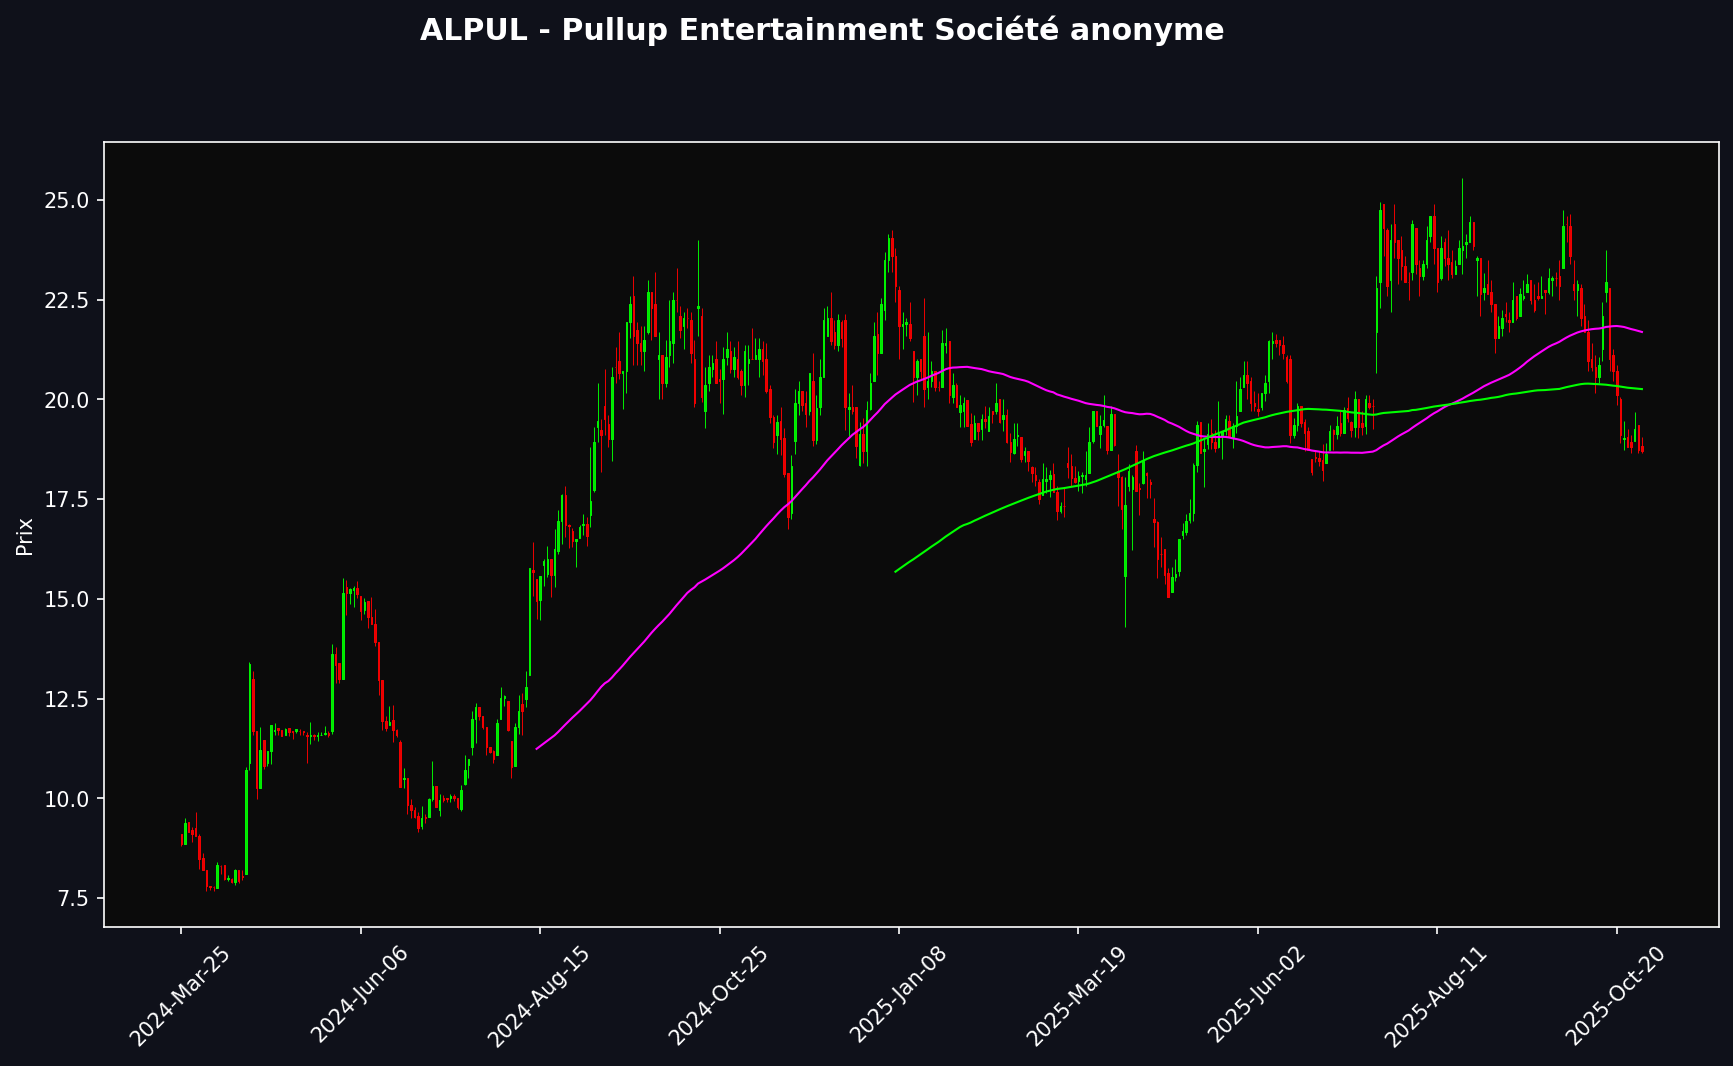 ALPUL - Pullup Entertainment Société anonyme
Prix
25.0
22.5
20.0
17.5
15.0
12.5
10.0
7.5
2024-Mar-25
2024-Jun-06
2024-Aug-15
2024-Oct-25
2025-Jan-08
2025-Mar-19
2025-Jun-02
2025-Aug-11
2025-Oct-20